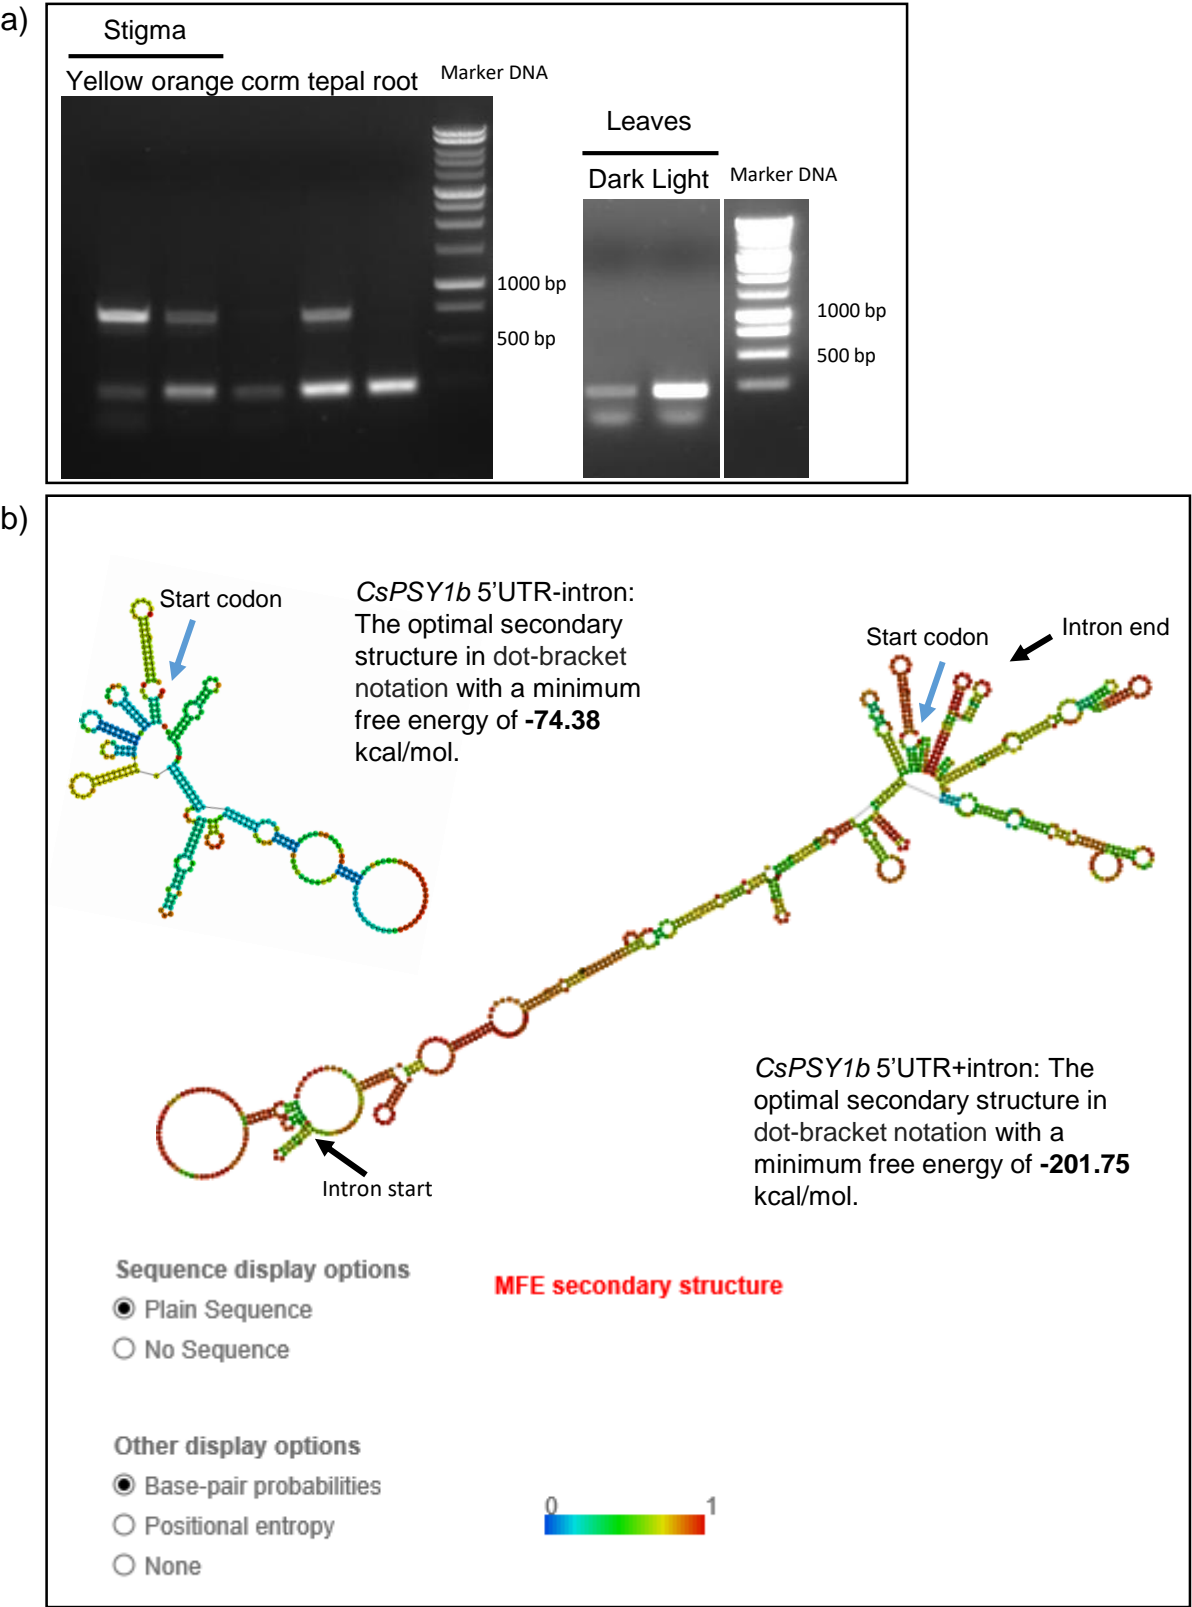 a)
Stigma
Yellow orange corm tepal root
Marker DNA
1000 bp
500 bp
Leaves
Dark Light
Marker DNA
1000 bp
500 bp
b)
Start codon
CsPSY1b 5’UTR-intron:
The optimal secondary
structure in dot-bracket
notation with a minimum
free energy of -74.38
kcal/mol.
Start codon
Intron end
Intron start
CsPSY1b 5’UTR+intron: The
optimal secondary structure in
dot-bracket notation with a
minimum free energy of -201.75
kcal/mol.
Sequence display options
Plain Sequence
No Sequence
MFE secondary structure
Other display options
Base-pair probabilities
Positional entropy
None
0 1